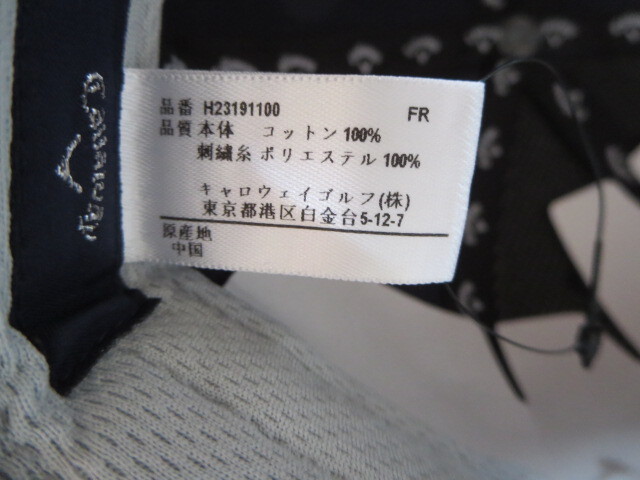 品番 H23191100 FR
品質 本体 コットン 100%
刺繍糸 ポリエステル 100%
キャロウェイゴルフ(株)
東京都港区白金台5-12-7
原産地
中国